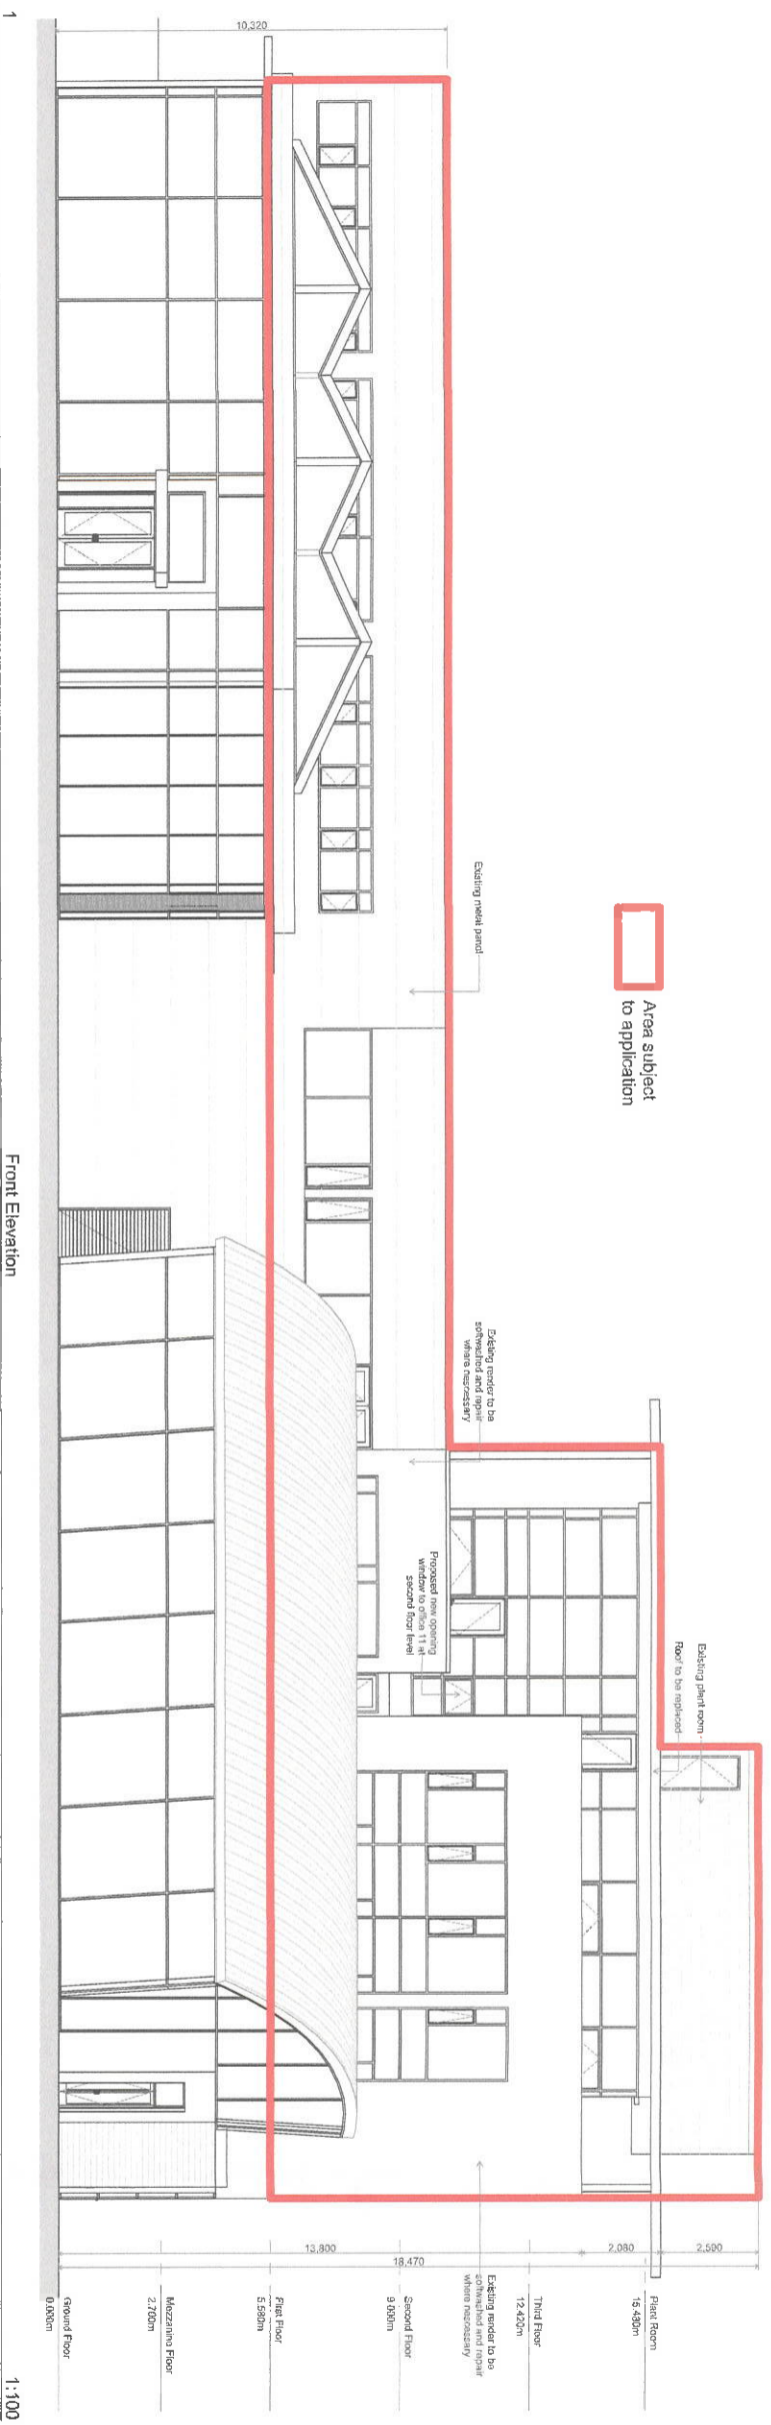 10,320
Area subject
to application
Existing metal panel
Existing render to be
softwashed and repair
where nescessary
Proposed new opening
window to office 11 at
second floor level
Existing plant room
Roof to be replaced
2,590
2,080
13,800
18,470
Plant Room
15.480m
Third Floor
12.420m
Existing render to be
softwashed and repair
where nescessary
Second Floor
9.000m
First Floor
5.580m
Mezzanine Floor
2.700m
Ground Floor
0.000m
1
Front Elevation
1:100